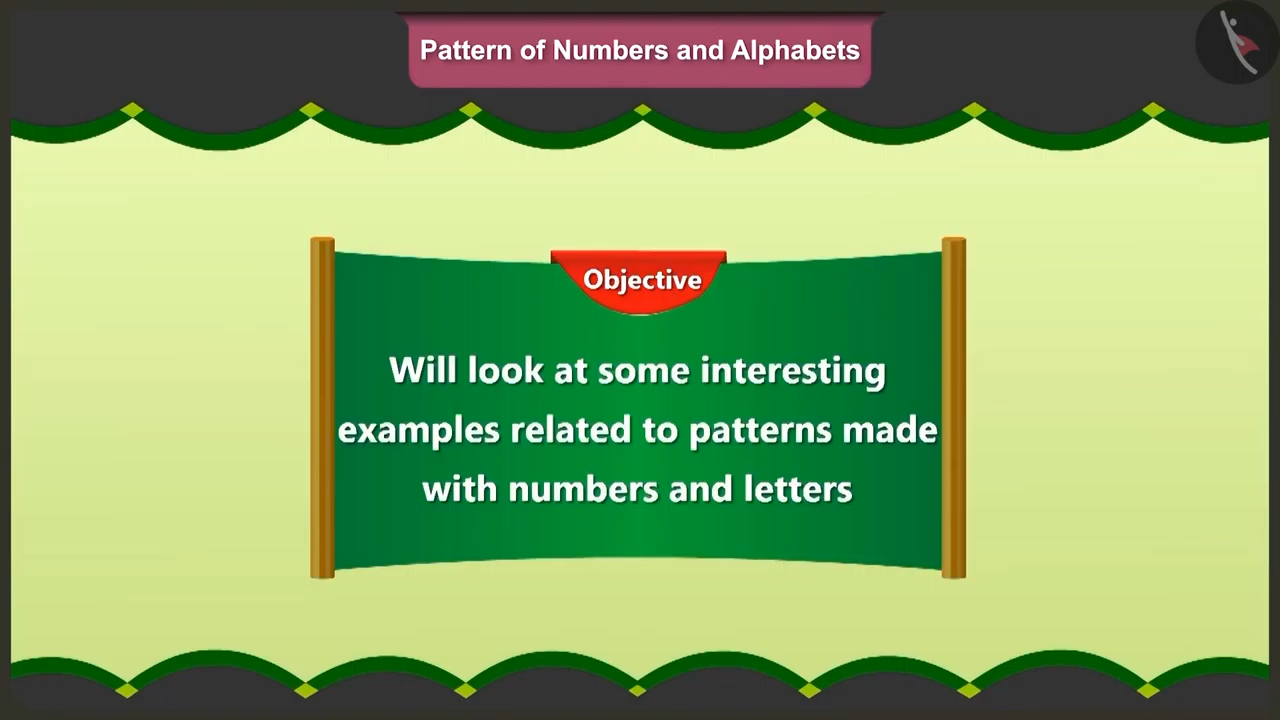 Pattern of Numbers and Alphabets
Objective
Will look at some interesting
examples related to patterns made
with numbers and letters